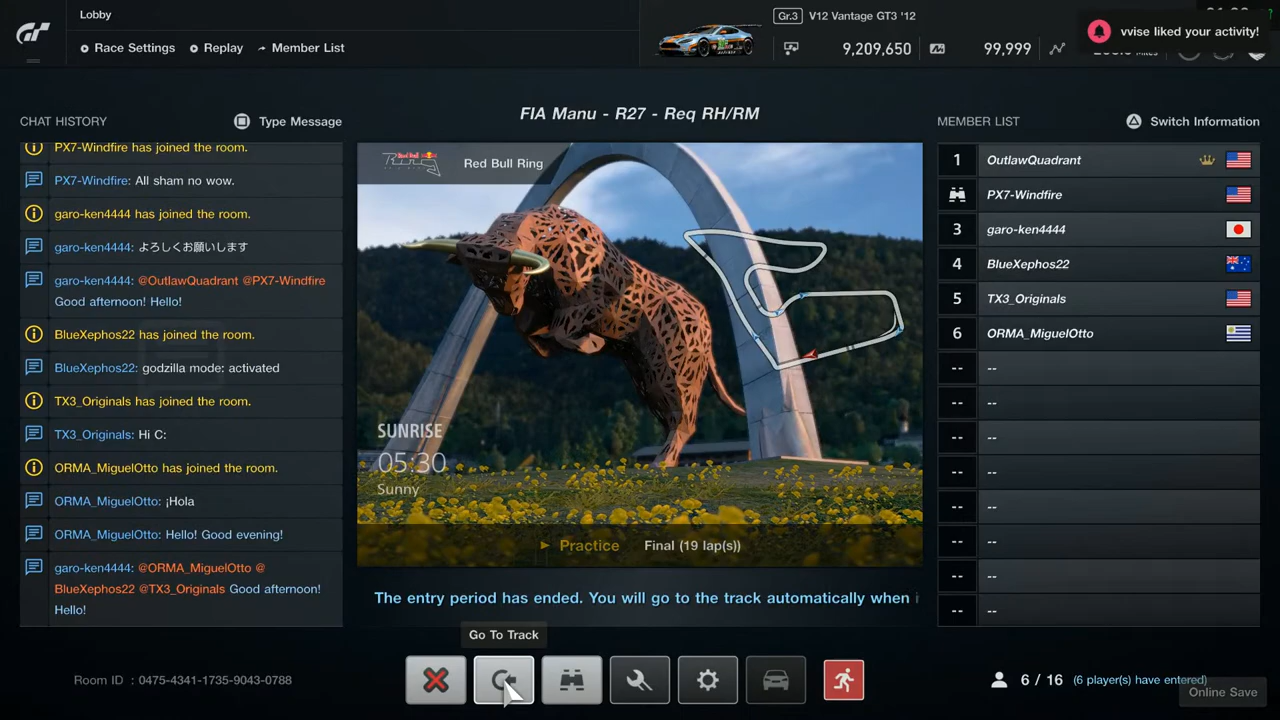 Lobby
Race Settings
Replay
Member List
Gr.3
V12 Vantage GT3 '12
9,209,650
99,999
vvise liked your activity!
CHAT HISTORY
Type Message
FIA Manu - R27 - Req RH/RM
MEMBER LIST
Switch Information
PX7-Windfire has joined the room.
PX7-Windfire: All sham no wow.
garo-ken4444 has joined the room.
garo-ken4444: よろしくお願いします
garo-ken4444: @OutlawQuadrant @PX7-Windfire
Good afternoon! Hello!
BlueXephos22 has joined the room.
BlueXephos22: godzilla mode: activated
TX3_Originals has joined the room.
TX3_Originals: Hi C:
ORMA_MiguelOtto has joined the room.
ORMA_MiguelOtto: ¡Hola
ORMA_MiguelOtto: Hello! Good evening!
garo-ken4444: @ORMA_MiguelOtto @
BlueXephos22 @TX3_Originals Good afternoon!
Hello!
Red Bull Ring
SUNRISE
05:30
Sunny
Practice
Final (19 lap(s))
The entry period has ended. You will go to the track automatically when
1 OutlawQuadrant
PX7-Windfire
3 garo-ken4444
4 BlueXephos22
5 TX3_Originals
6 ORMA_MiguelOtto
-- --
-- --
-- --
-- --
-- --
-- --
-- --
-- --
Go To Track
Room ID : 0475-4341-1735-9043-0788
6 / 16 (6 player(s) have entered)
Online Save